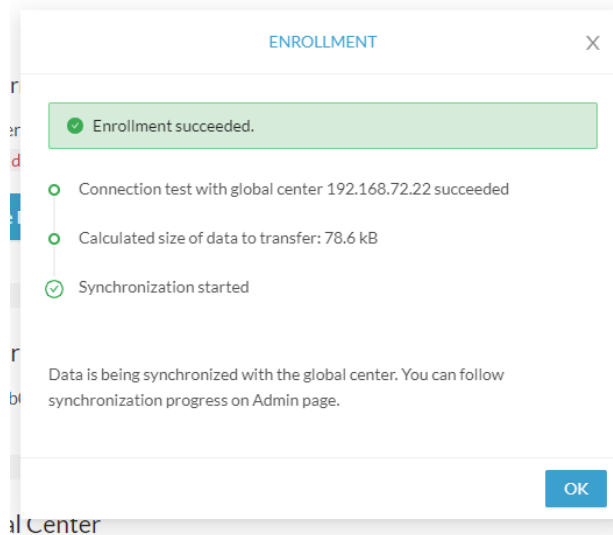 ENROLLMENT
Enrollment succeeded.
Connection test with global center 192.168.72.22 succeeded
Calculated size of data to transfer: 78.6 kB
Synchronization started
Data is being synchronized with the global center. You can follow
synchronization progress on Admin page.
OK
al Center